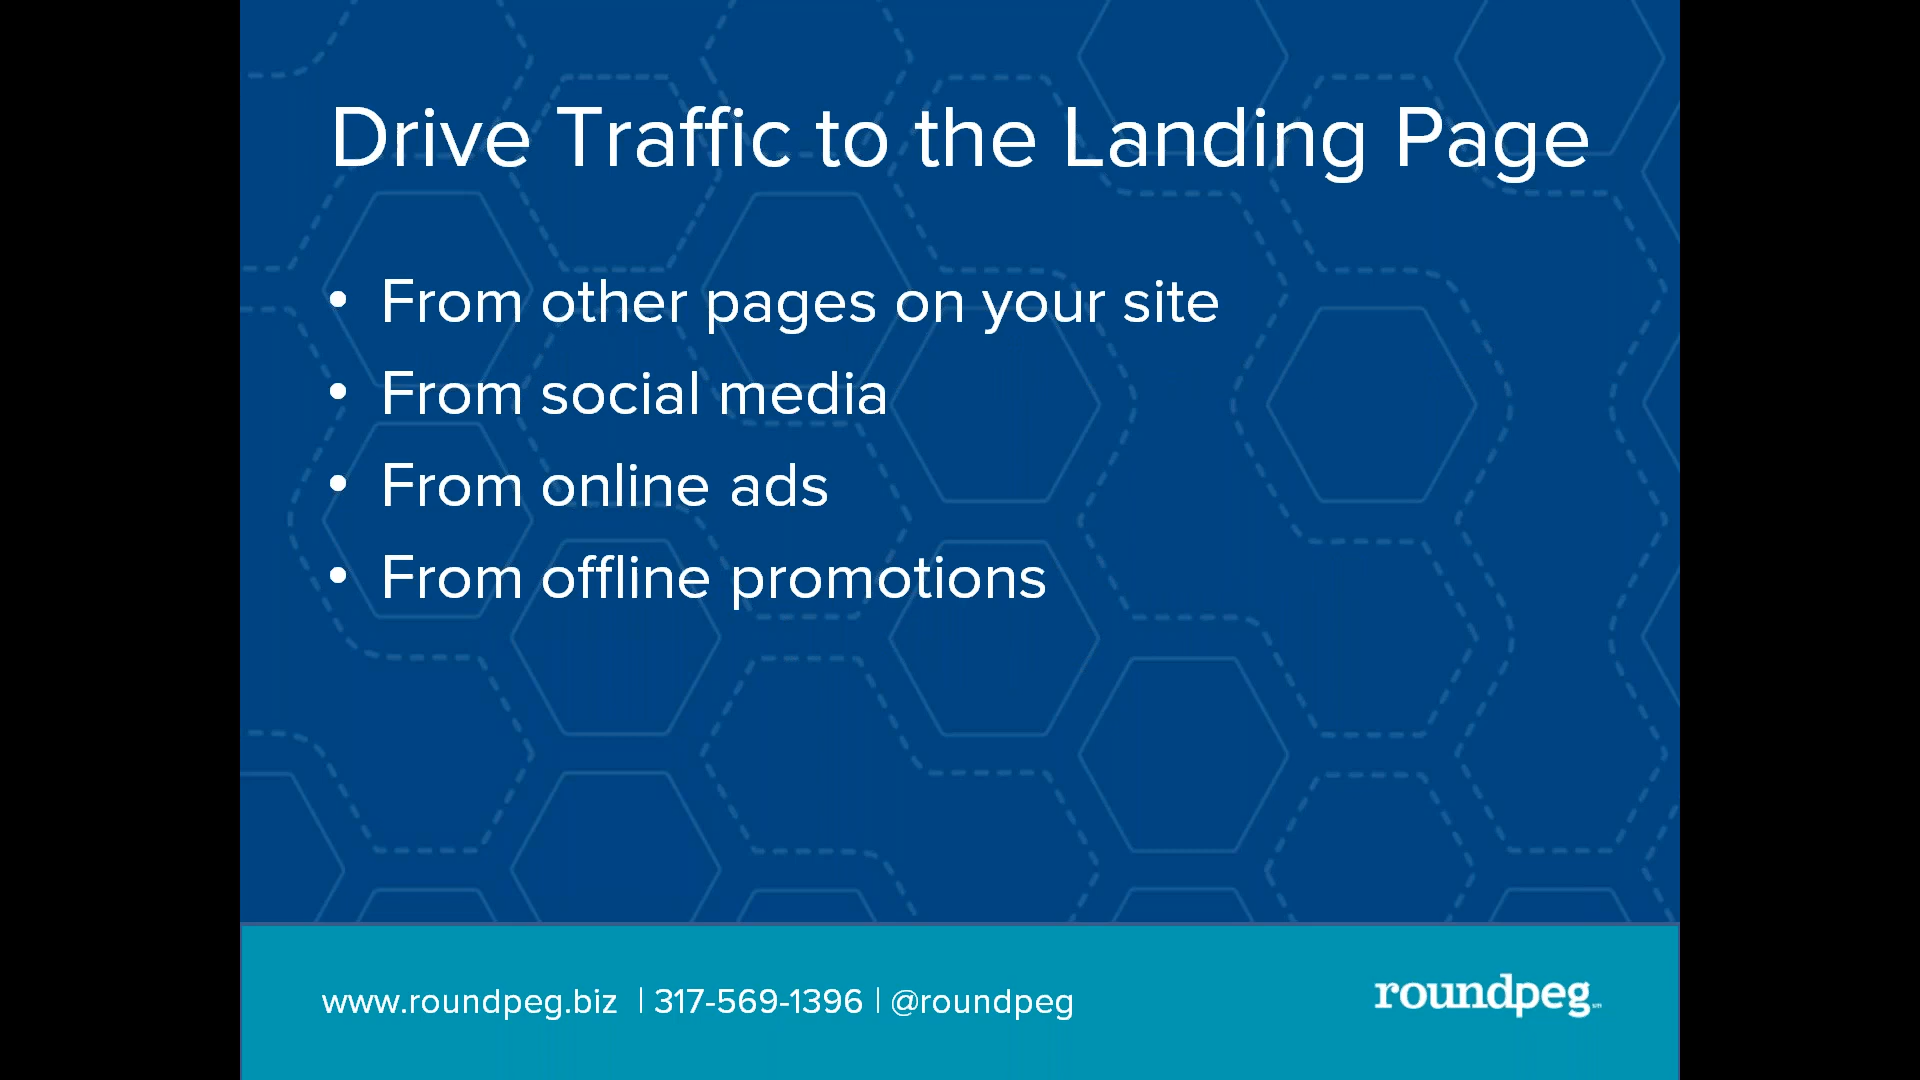 Drive Traffic to the Landing Page
• From other pages on your site
• From social media
• From online ads
• From offline promotions
www.roundpeg.biz | 317-569-1396 | @roundpeg
roundpeg